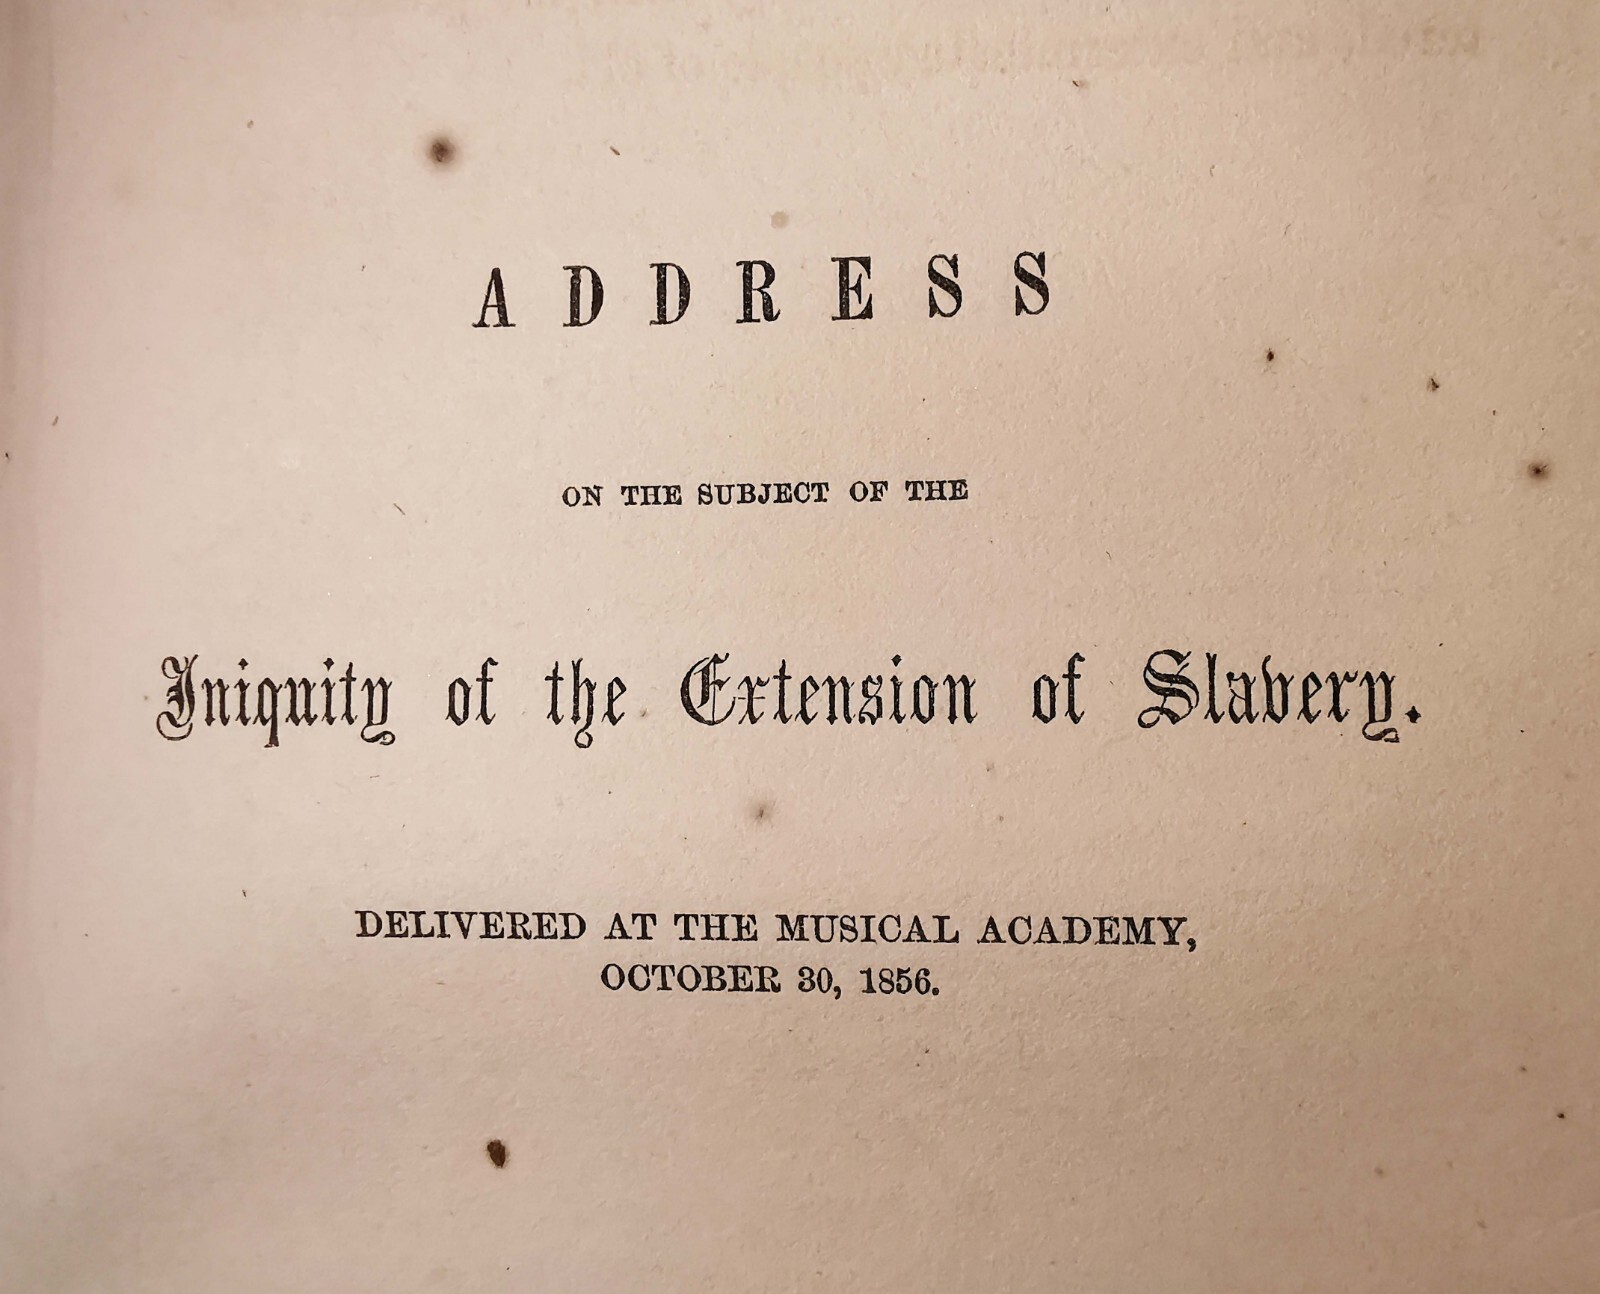 ADDRESS
ON THE SUBJECT OF THE
Iniquity of the Extension of Slavery.
DELIVERED AT THE MUSICAL ACADEMY,
OCTOBER 30, 1856.